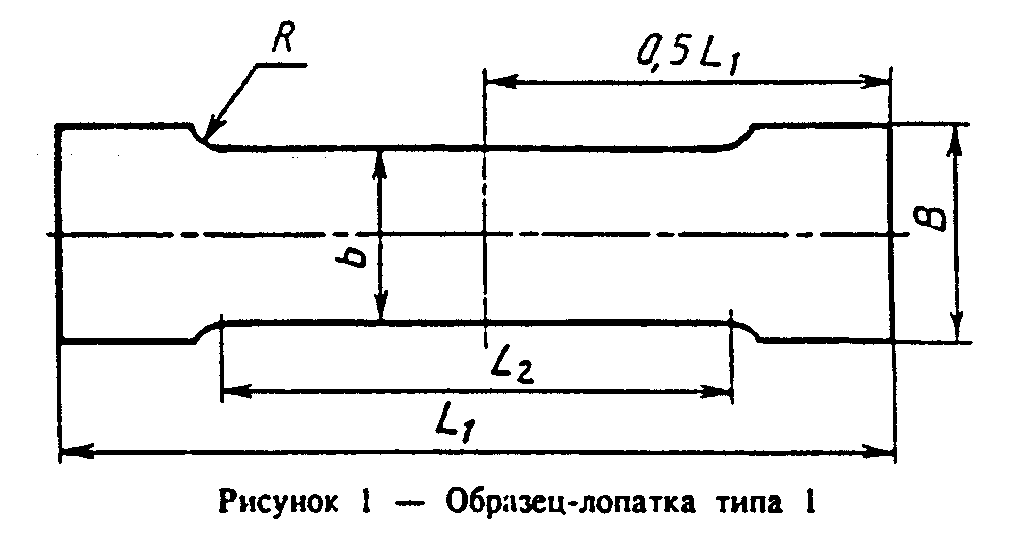 R
0,5 L₁
b
B
L₂
L₁
Рисунок 1 — Образец-лопатка типа 1